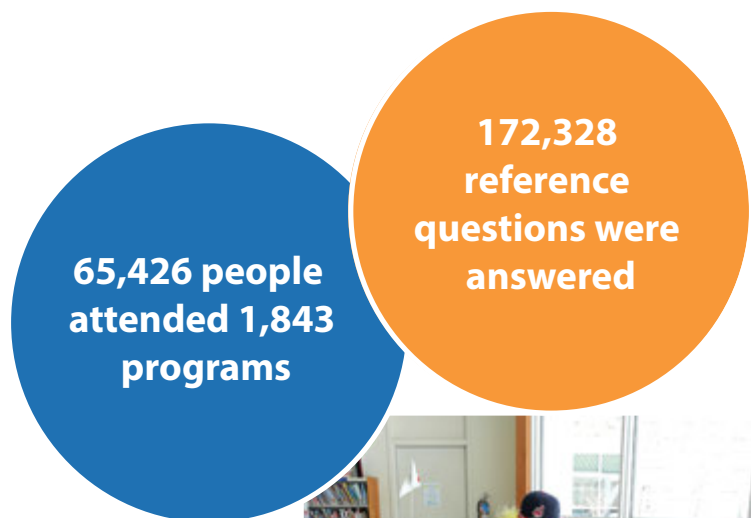 172,328
reference
questions were
answered
65,426 people
attended 1,843
programs